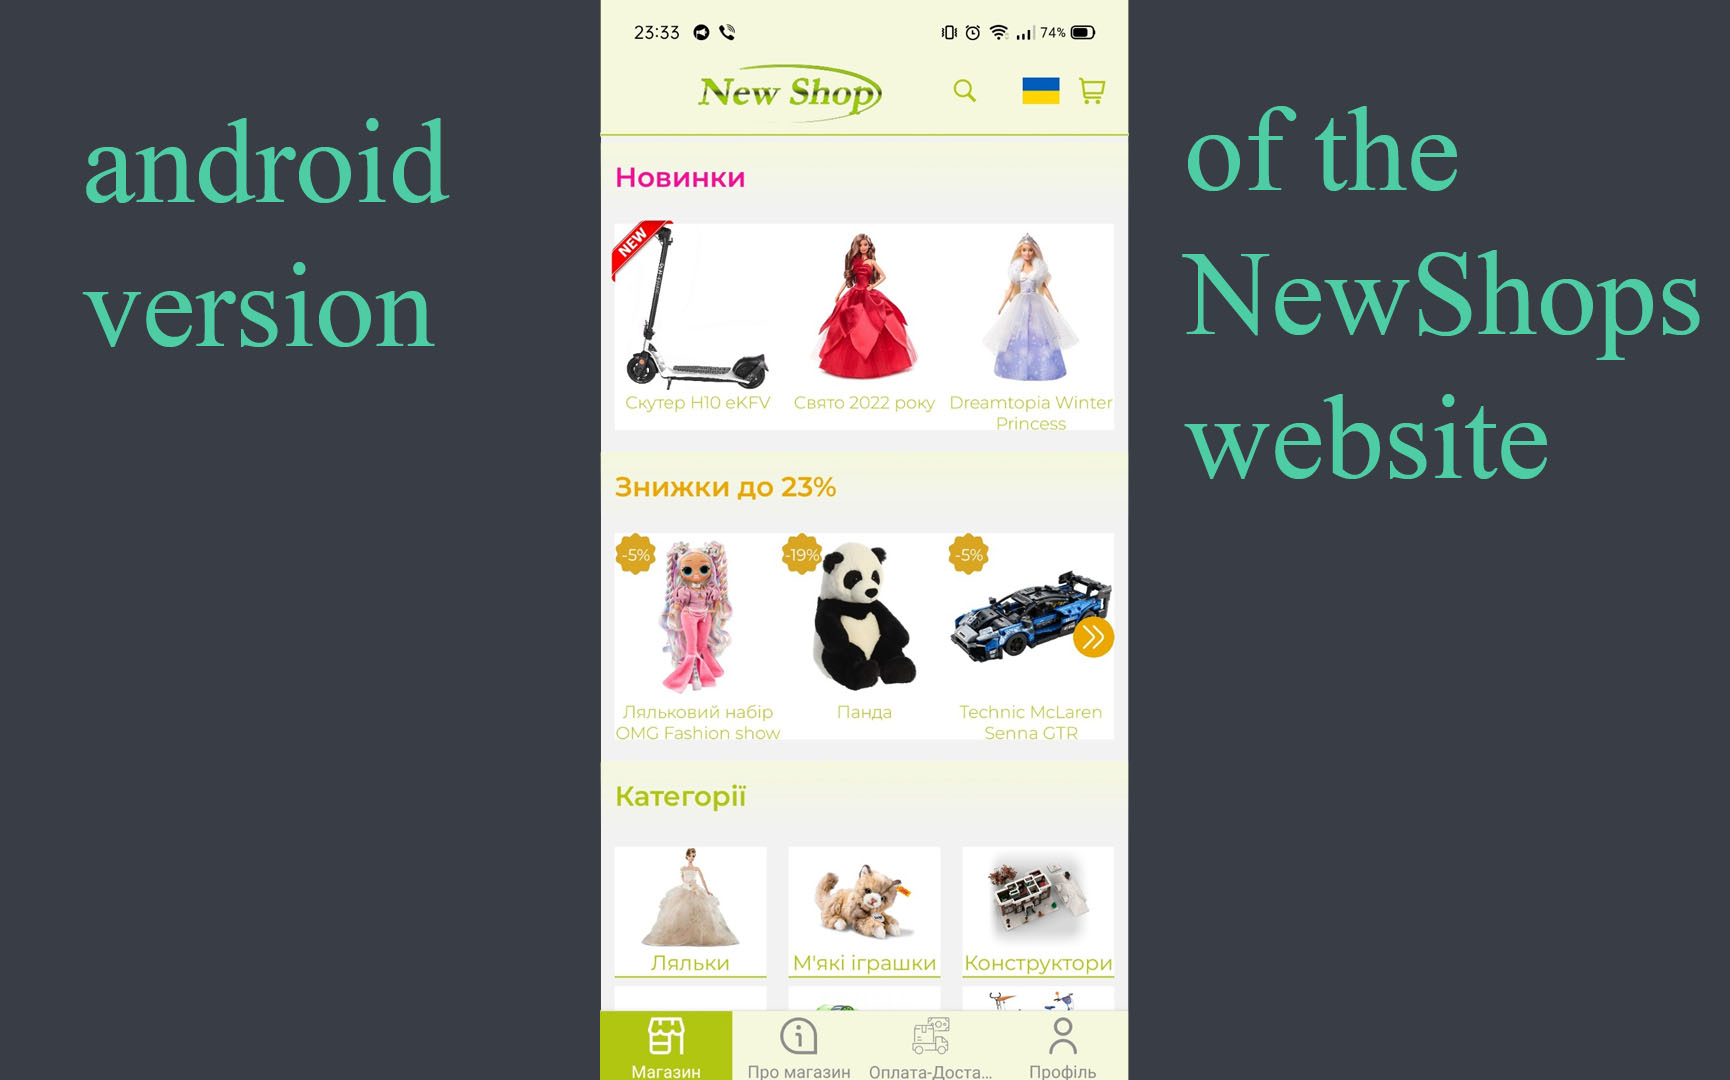 android
version
23:33
74%
New Shop
Новинки
NEW
Скутер H10 eKFV
Свято 2022 року
Dreamtopia Winter
Princess
Знижки до 23%
-5%
-19%
-5%
Ляльковий набір
OMG Fashion show
Панда
Technic McLaren
Senna GTR
Категорії
Ляльки
М'які іграшки
Конструктори
Магазин
Про магазин
Оплата-Доста...
Профіль
of the
NewShops
website